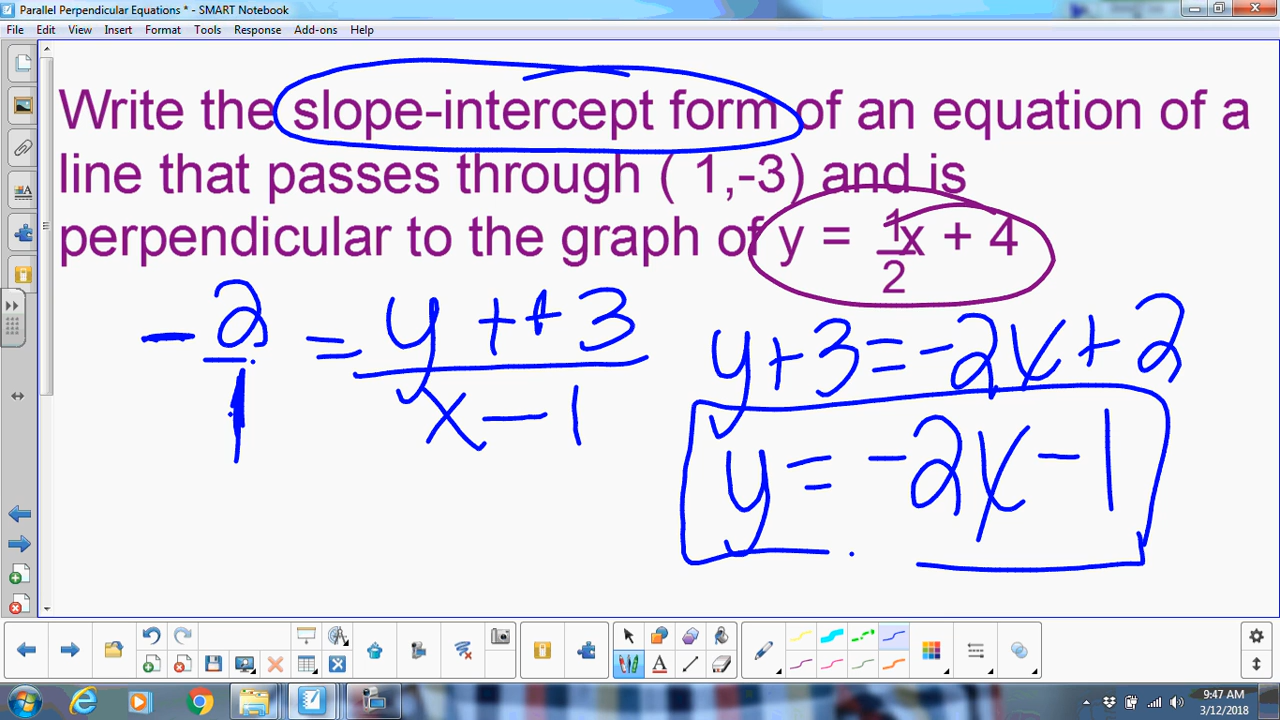 Parallel Perpendicular Equations * - SMART Notebook
File Edit View Insert Format Tools Response Add-ons Help
Write the slope-intercept form of an equation of a
line that passes through ( 1,-3) and is
perpendicular to the graph of y = 1/2 x + 4
-2/1 = y + + 3 / x - 1
y + 3 = -2x + 2
y = -2x - 1
9:47 AM
3/12/2018